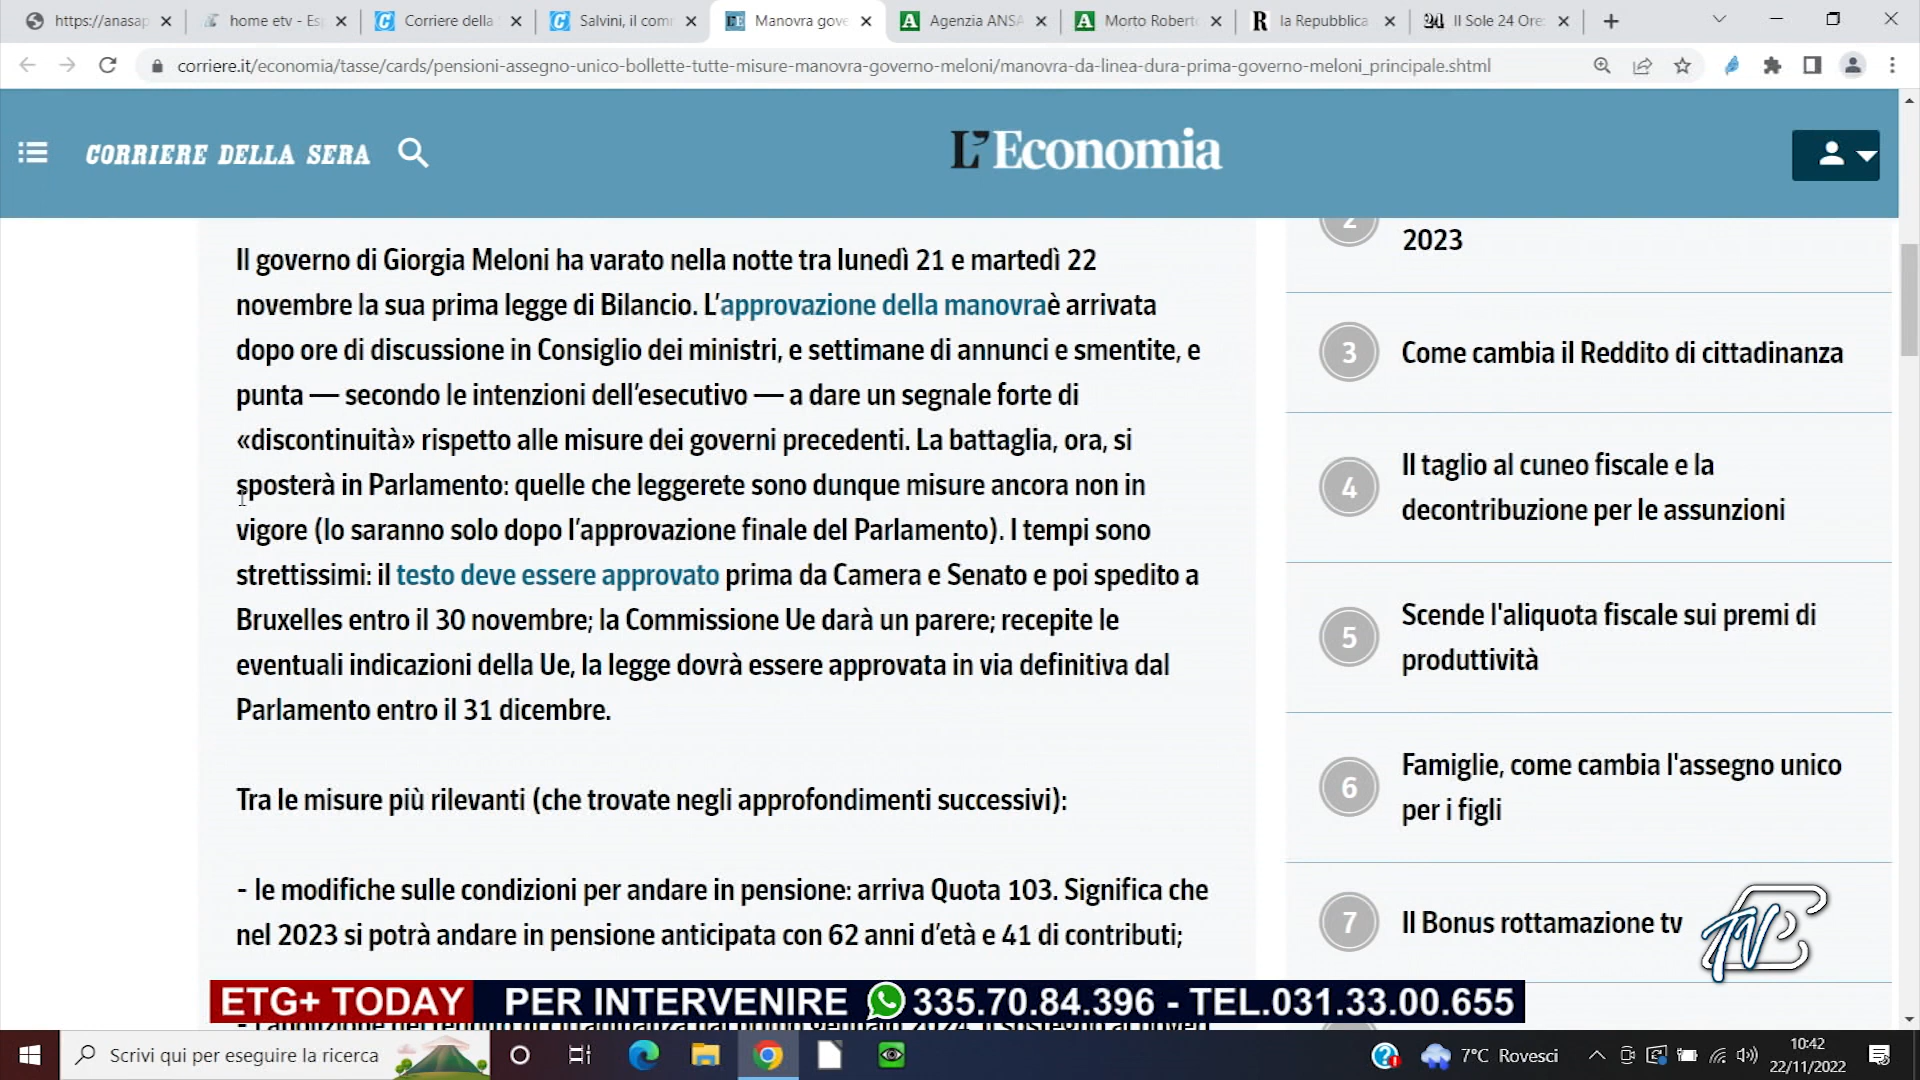 https://anasap
home etv - Esp
Corriere della
Salvini, il com
Manovra gove
Agenzia ANSA
Morto Roberto
la Repubblica
Il Sole 24 Ore
corriere.it/economia/tasse/cards/pensioni-assegno-unico-bollette-tutte-misure-manovra-governo-meloni/manovra-da-linea-dura-prima-governo-meloni_principale.shtml
CORRIERE DELLA SERA
L'Economia
Il governo di Giorgia Meloni ha varato nella notte tra lunedì 21 e martedì 22
novembre la sua prima legge di Bilancio. L'approvazione della manovraè arrivata
dopo ore di discussione in Consiglio dei ministri, e settimane di annunci e smentite, e
punta — secondo le intenzioni dell'esecutivo — a dare un segnale forte di
«discontinuità» rispetto alle misure dei governi precedenti. La battaglia, ora, si
sposterà in Parlamento: quelle che leggerete sono dunque misure ancora non in
vigore (lo saranno solo dopo l'approvazione finale del Parlamento). I tempi sono
strettissimi: il testo deve essere approvato prima da Camera e Senato e poi spedito a
Bruxelles entro il 30 novembre; la Commissione Ue darà un parere; recepite le
eventuali indicazioni della Ue, la legge dovrà essere approvata in via definitiva dal
Parlamento entro il 31 dicembre.
Tra le misure più rilevanti (che trovate negli approfondimenti successivi):
- le modifiche sulle condizioni per andare in pensione: arriva Quota 103. Significa che
nel 2023 si potrà andare in pensione anticipata con 62 anni d'età e 41 di contributi;
2
2023
3
Come cambia il Reddito di cittadinanza
4
Il taglio al cuneo fiscale e la
decontribuzione per le assunzioni
5
Scende l'aliquota fiscale sui premi di
produttività
6
Famiglie, come cambia l'assegno unico
per i figli
7
Il Bonus rottamazione tv
ETG+ TODAY PER INTERVENIRE 335.70.84.396 - TEL.031.33.00.655
Scrivi qui per eseguire la ricerca
7°C Rovesci
10:42
22/11/2022